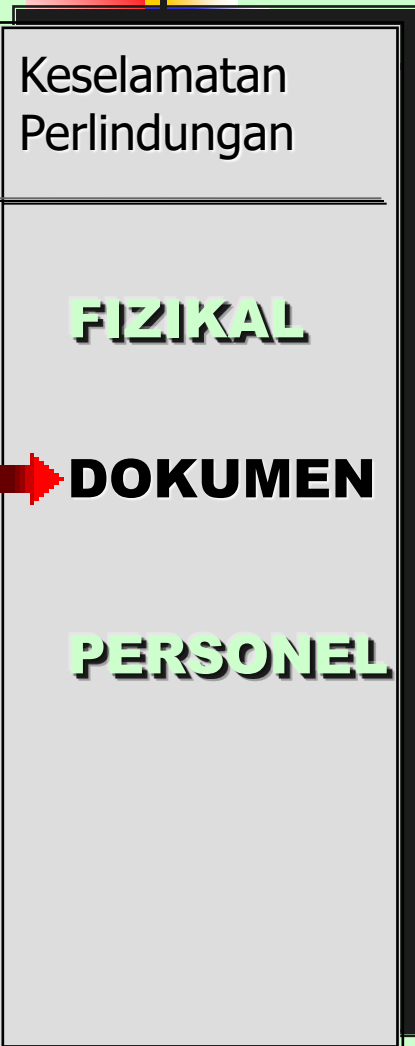 Keselamatan
Perlindungan
FIZIKAL
DOKUMEN
PERSONEL